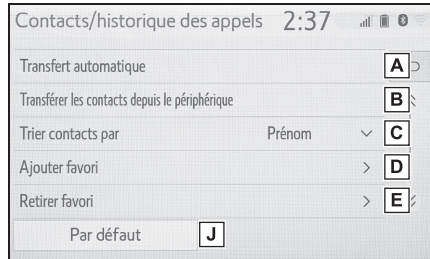 Contacts/historique des appels 2:37
Transfert automatique A
Transférer les contacts depuis le périphérique B
Trier contacts par Prénom C
Ajouter favori D
Retirer favori E
Par défaut J